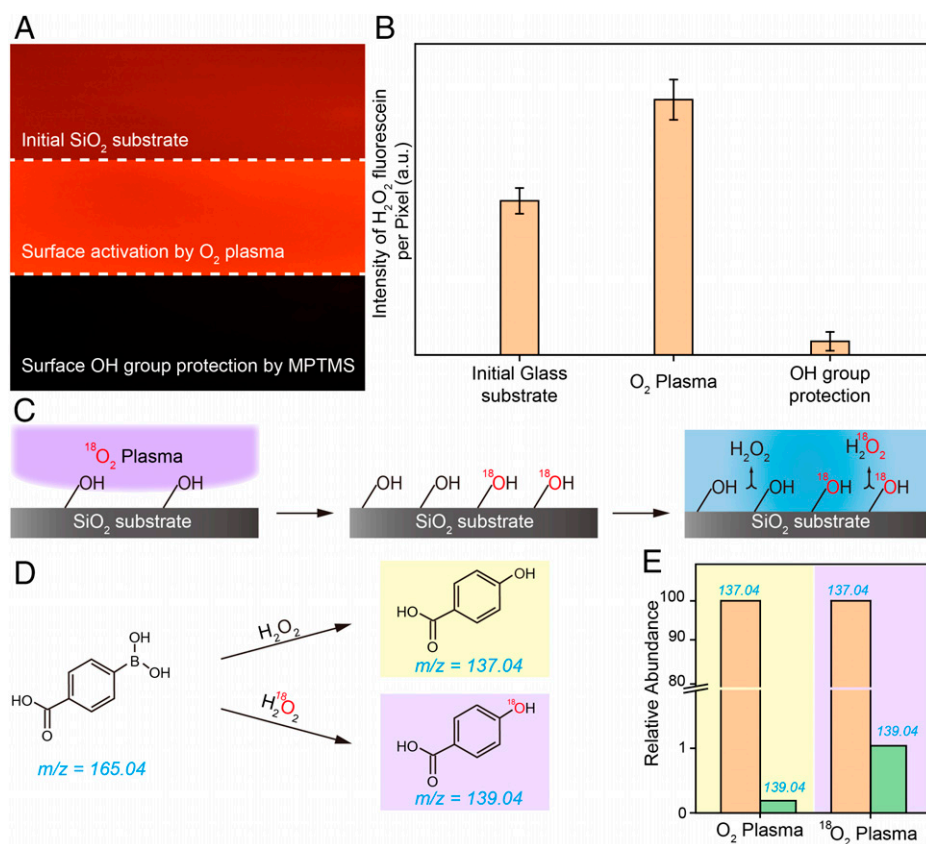 A
Initial SiO₂ substrate
Surface activation by O₂ plasma
Surface OH group protection by MPTMS
B
Intensity of H₂O₂ fluorescein
per Pixel (a.u.)
Initial Glass
substrate
O₂ Plasma
OH group
protection
C
¹⁸O₂ Plasma
OH
OH
SiO₂ substrate
OH
OH
¹⁸OH
¹⁸OH
SiO₂ substrate
H₂O₂
H₂¹⁸O₂
OH
OH
¹⁸OH
¹⁸OH
SiO₂ substrate
D
OH
B
OH
HO
O
m/z = 165.04
H₂O₂
H₂¹⁸O₂
OH
HO
O
m/z = 137.04
¹⁸OH
HO
O
m/z = 139.04
E
Relative Abundance
100
90
80
1
0
137.04
139.04
137.04
139.04
O₂ Plasma
¹⁸O₂ Plasma